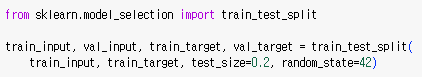 from sklearn.model_selection import train_test_split
train_input, val_input, train_target, val_target = train_test_split(
    train_input, train_target, test_size=0.2, random_state=42)